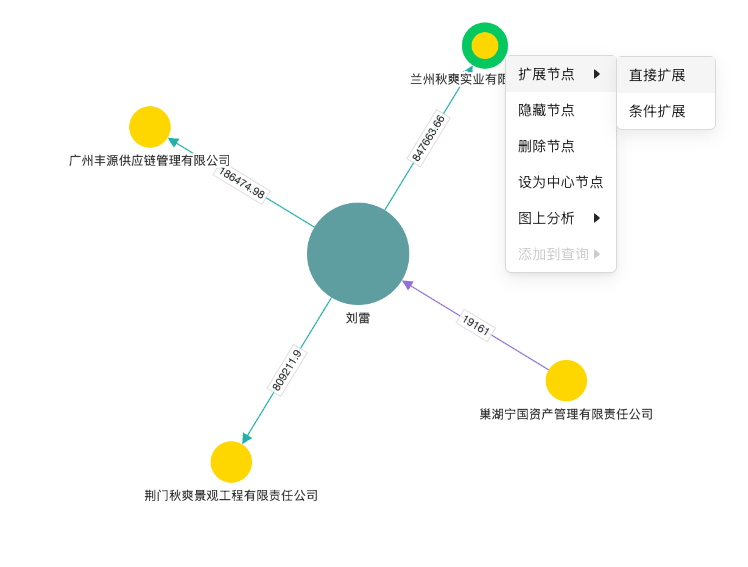 兰州秋爽实业有限
扩展节点
直接扩展
隐藏节点
条件扩展
删除节点
设为中心节点
图上分析
添加到查询
847663.66
广州丰源供应链管理有限公司
186474.98
刘雷
19161
809211.9
巢湖宁国资产管理有限责任公司
荆门秋爽景观工程有限责任公司